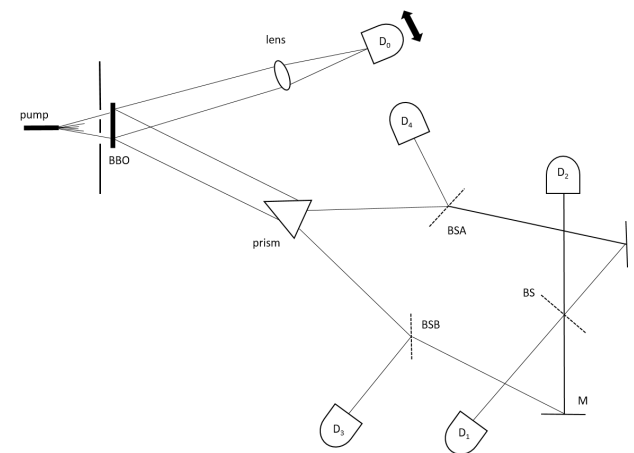 lens
D₀
pump
BBO
D₄
D₂
prism
BSA
BS
BSB
M
D₃
D₁